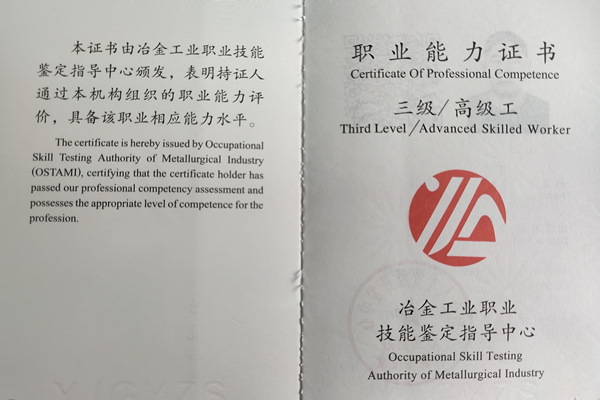 本证书由冶金工业职业技能
鉴定指导中心颁发，表明持证人
通过本机构组织的职业能力评
价，具备该职业相应能力水平。
The certificate is hereby issued by Occupational
Skill Testing Authority of Metallurgical Industry
(OSTAMI), certifying that the certificate holder has
passed our professional competency assessment and
possesses the appropriate level of competence for the
profession.
职业能力证书
Certificate Of Professional Competence
三级/高级工
Third Level/Advanced Skilled Worker
冶金工业职业
技能鉴定指导中心
Occupational Skill Testing
Authority of Metallurgical Industry